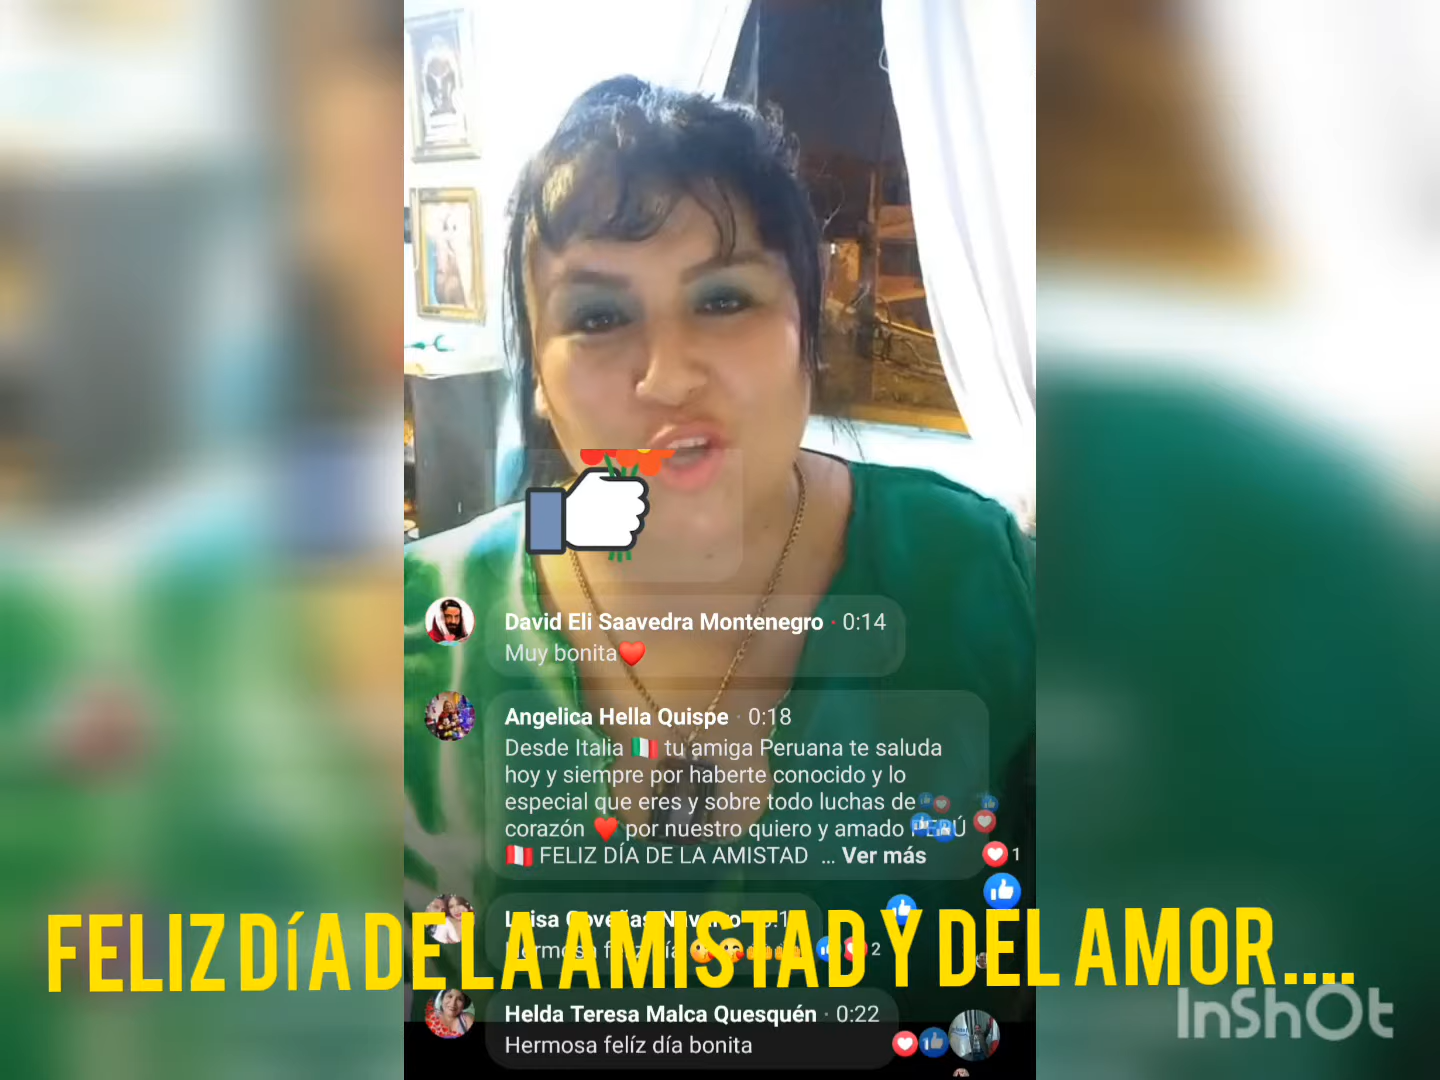 David Eli Saavedra Montenegro · 0:14
Muy bonita❤️
Angelica Hella Quispe · 0:18
Desde Italia 🇮🇹 tu amiga Peruana te saluda
hoy y siempre por haberte conocido y lo
especial que eres y sobre todo luchas de
corazón ❤️ por nuestro quiero y amado PERÚ
🇵🇪 FELIZ DÍA DE LA AMISTAD ... Ver más
1
Luisa
2
FELIZ DíA DE LA AMISTAD Y DEL AMOR....
Helda Teresa Malca Quesquén · 0:22
Hermosa felíz día bonita
1
InShOt